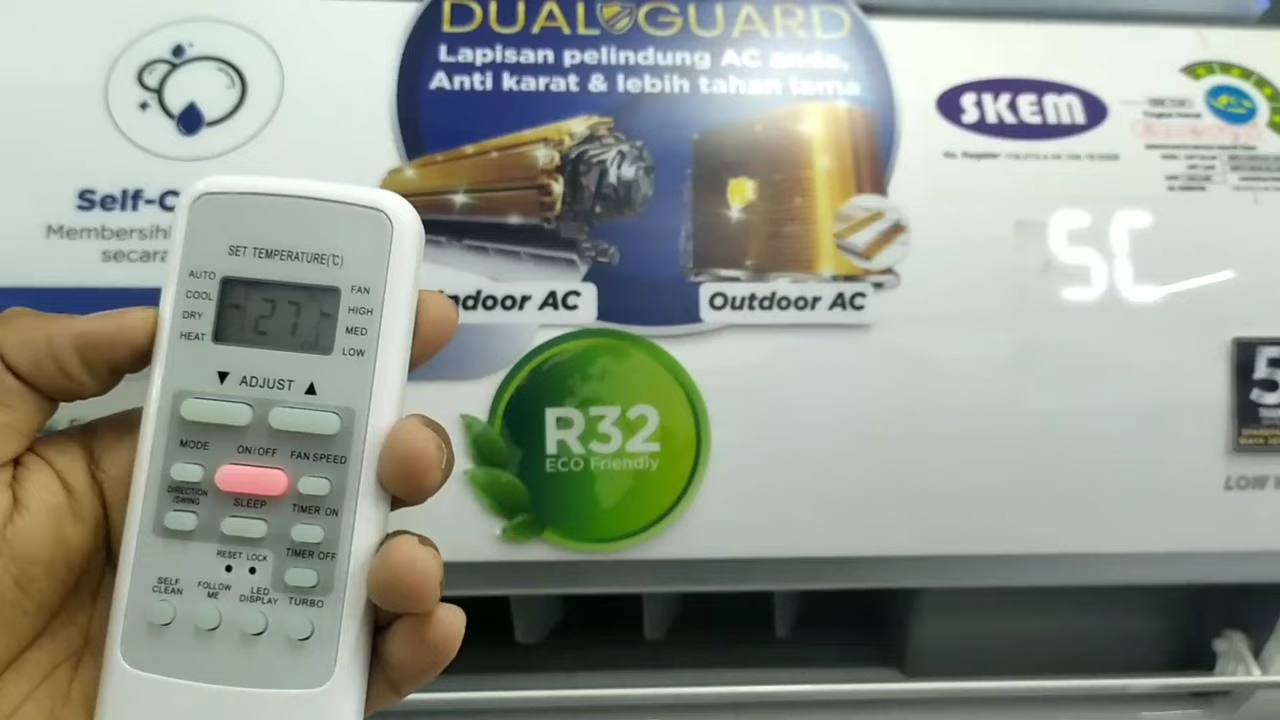 DUAL GUARD
Lapisan pelindung AC anda,
Anti karat & lebih tahan lama
Self-C
Membersih
secara
ndoor AC
Outdoor AC
R32
ECO Friendly
SKEM
SC
5
LOW
SET TEMPERATURE(℃)
AUTO
COOL
DRY
HEAT
27
FAN
HIGH
MED
LOW
▼ ADJUST ▲
MODE
ON/OFF
FAN SPEED
DIRECTION
/SWING
SLEEP
TIMER ON
TIMER OFF
RESET LOCK
SELF
CLEAN
FOLLOW
ME
LED
DISPLAY
TURBO